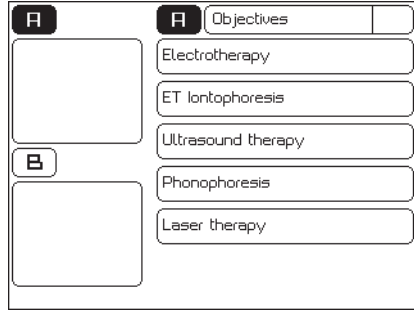 A
A Objectives
Electrotherapy
ET Iontophoresis
Ultrasound therapy
B
Phonophoresis
Laser therapy